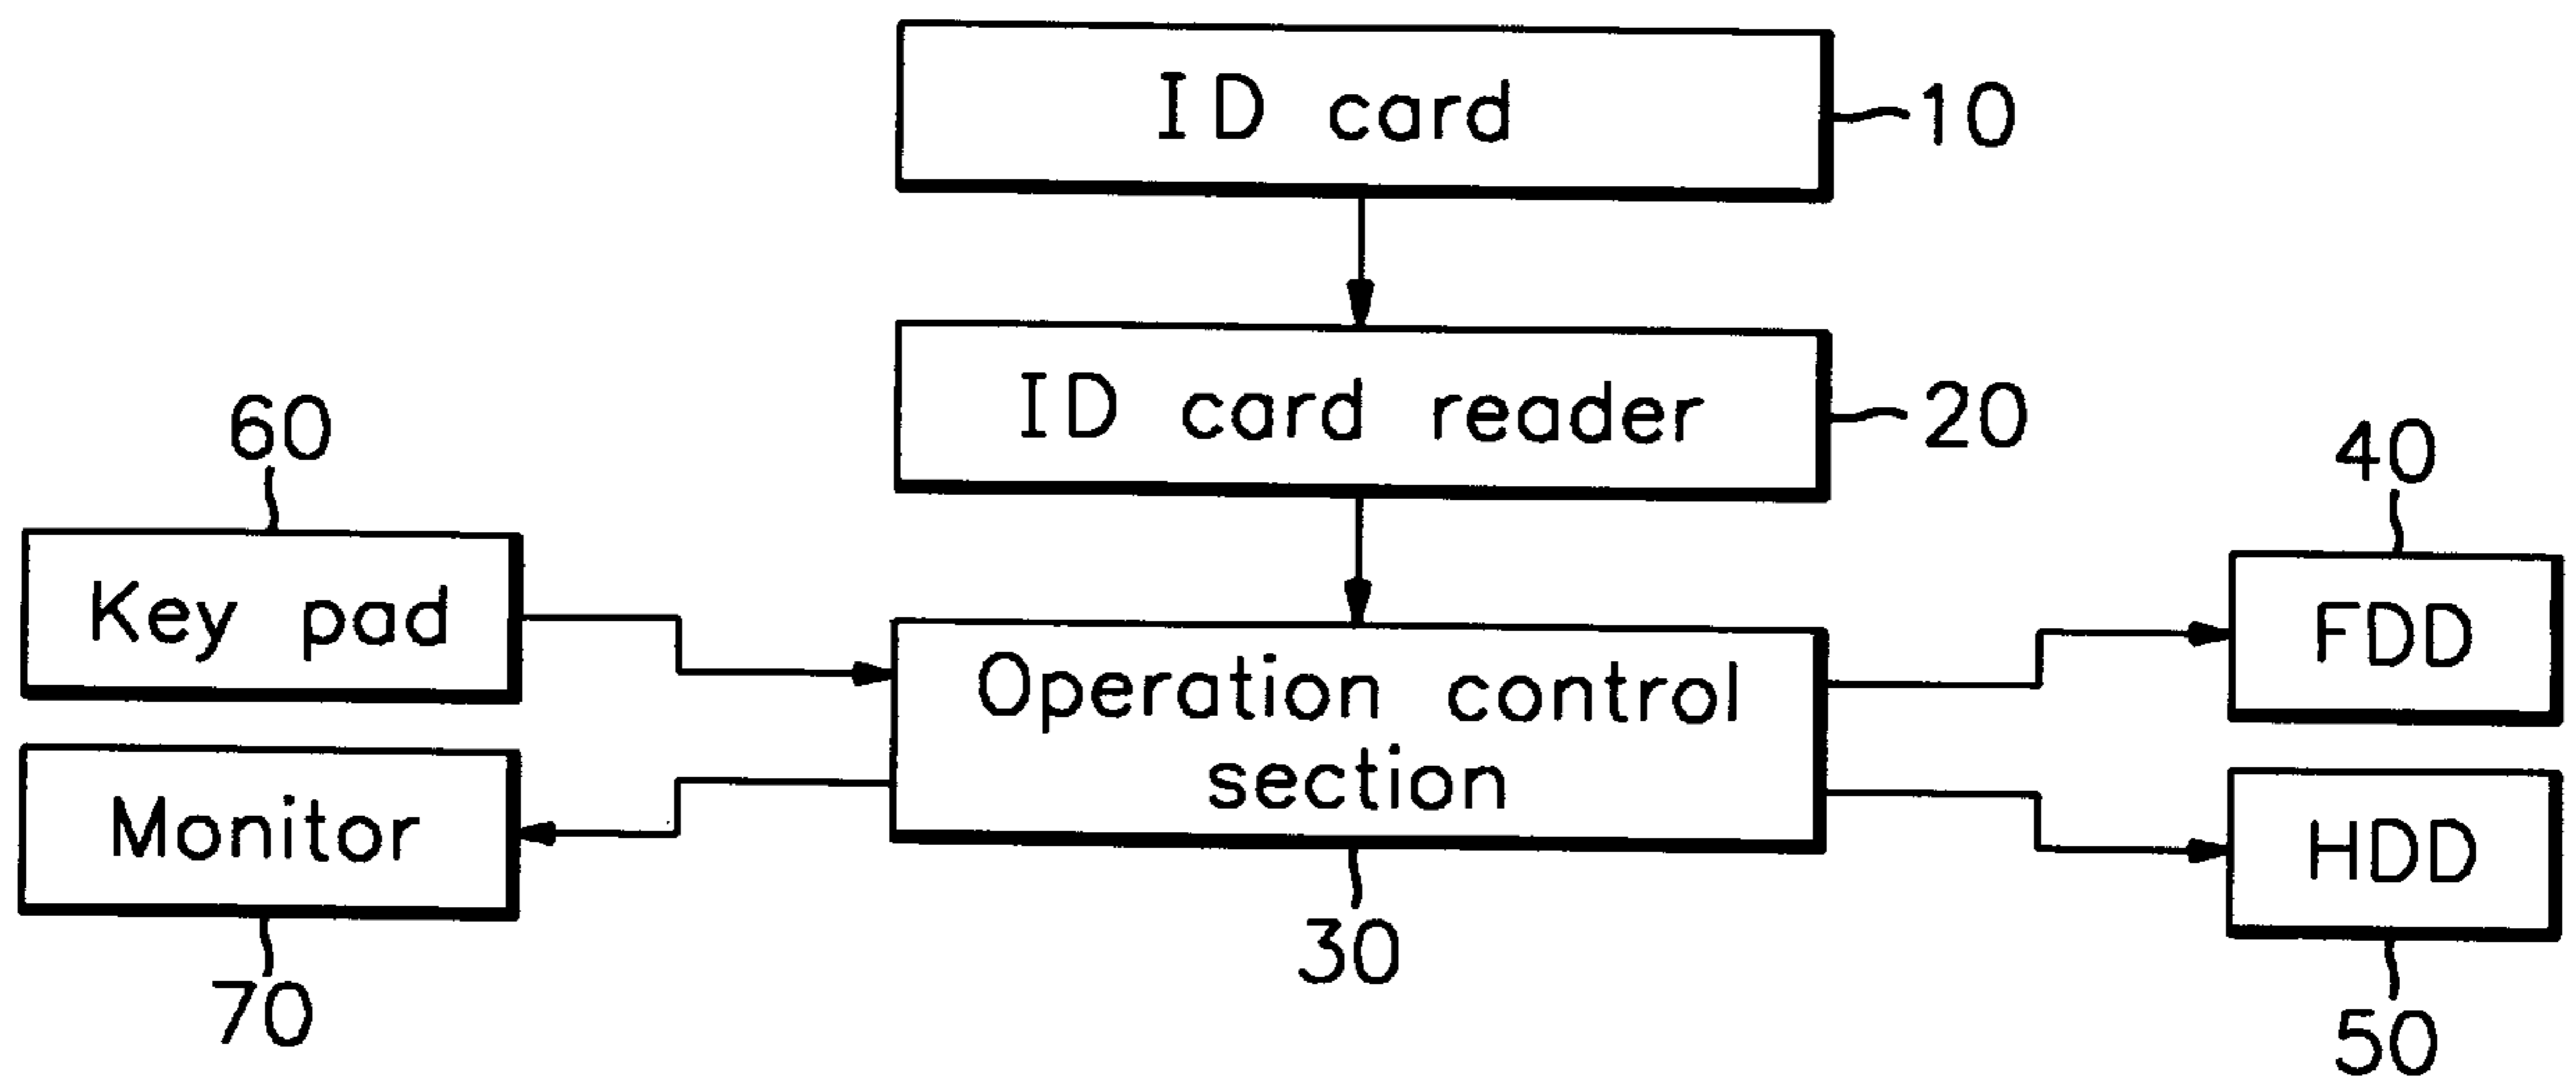 ID card
10
ID card reader
20
60
40
Key pad
FDD
Operation control
section
Monitor
HDD
30
70
50